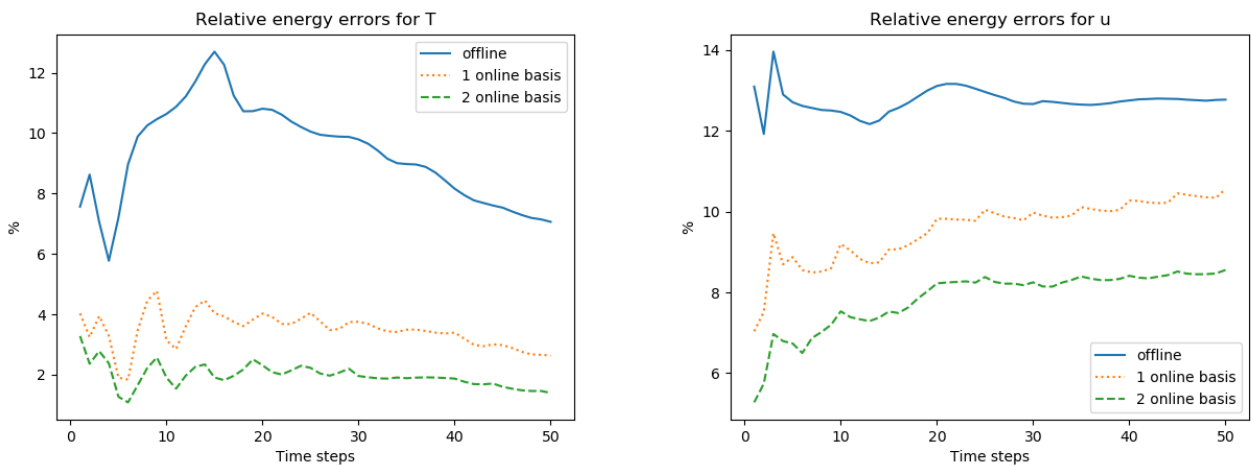 Relative energy errors for T
offline
1 online basis
2 online basis
12
10
8
6
4
2
%
0
10
20
30
40
50
Time steps
Relative energy errors for u
14
12
10
8
6
%
offline
1 online basis
2 online basis
0
10
20
30
40
50
Time steps